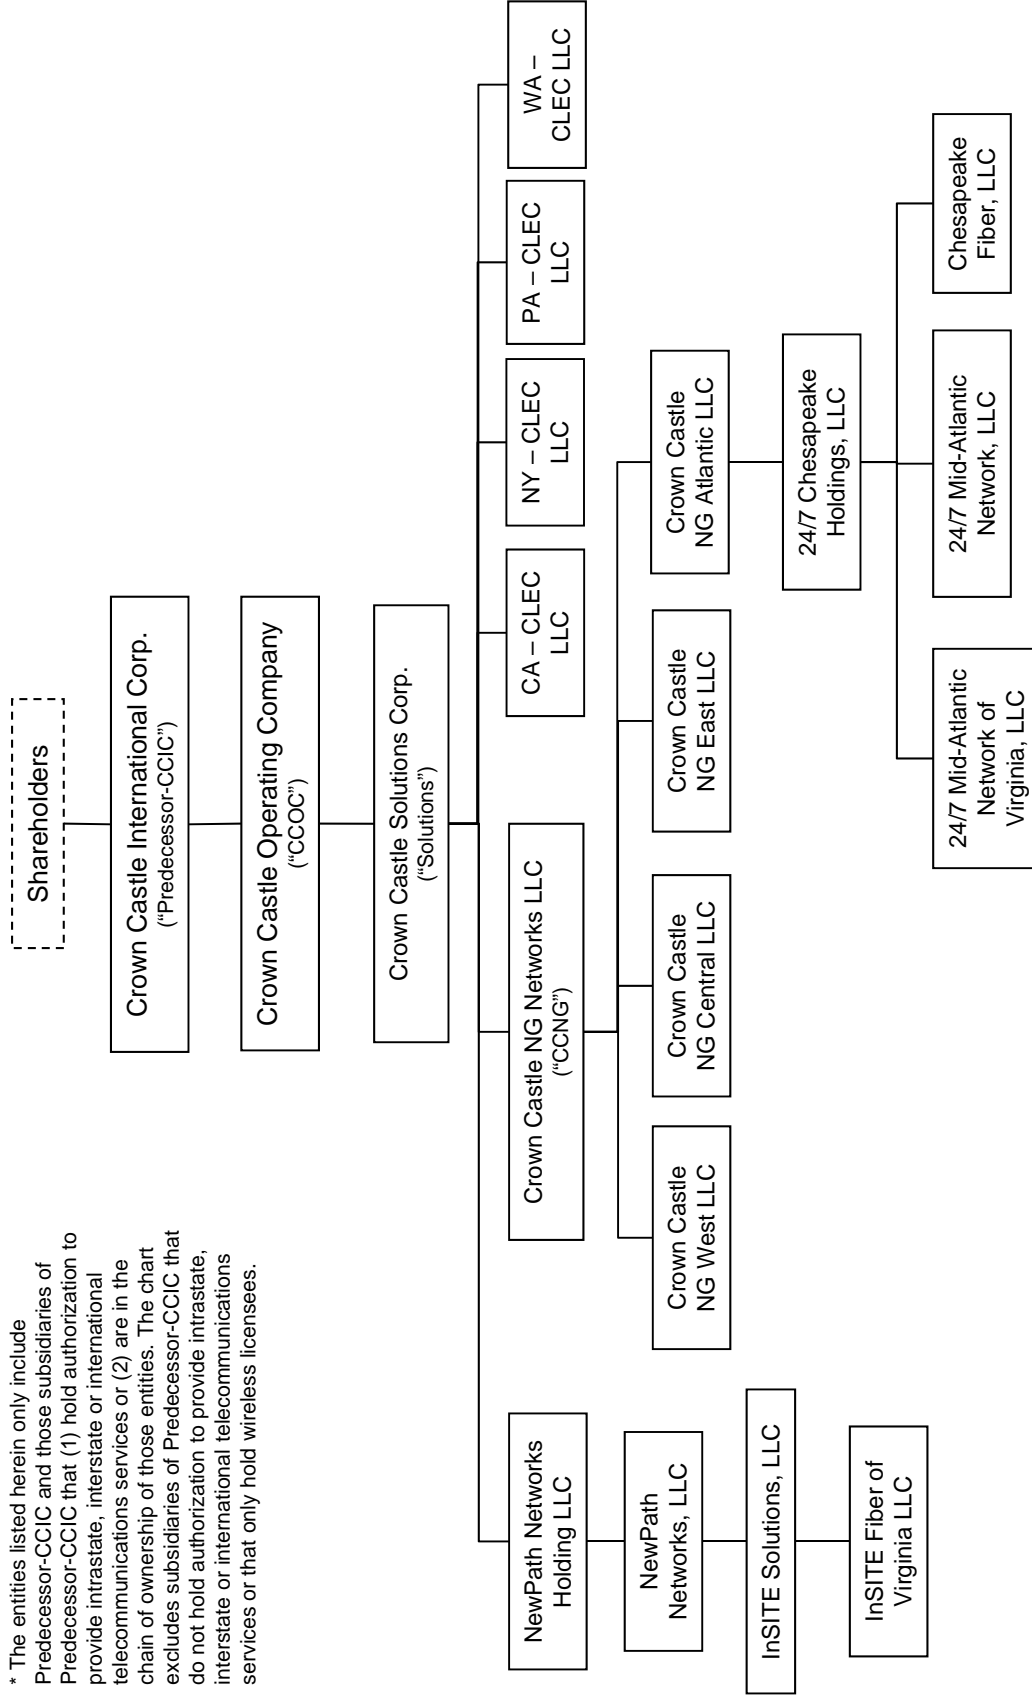 Shareholders
Crown Castle International Corp.
(“Predecessor-CCIC”)
Crown Castle Operating Company
(“CCOC”)
Crown Castle Solutions Corp.
(“Solutions”)
* The entities listed herein only include
Predecessor-CCIC and those subsidiaries of
Predecessor-CCIC that (1) hold authorization to
provide intrastate, interstate or international
telecommunications services or (2) are in the
chain of ownership of those entities. The chart
excludes subsidiaries of Predecessor-CCIC that
do not hold authorization to provide intrastate,
interstate or international telecommunications
services or that only hold wireless licensees.
NewPath Networks
Holding LLC
Crown Castle NG Networks LLC
(“CCNG”)
CA – CLEC
LLC
NY – CLEC
LLC
PA – CLEC
LLC
WA –
CLEC LLC
NewPath
Networks, LLC
Crown Castle
NG West LLC
Crown Castle
NG Central LLC
Crown Castle
NG East LLC
Crown Castle
NG Atlantic LLC
InSITE Solutions, LLC
24/7 Chesapeake
Holdings, LLC
InSITE Fiber of
Virginia LLC
24/7 Mid-Atlantic
Network of
Virginia, LLC
24/7 Mid-Atlantic
Network, LLC
Chesapeake
Fiber, LLC